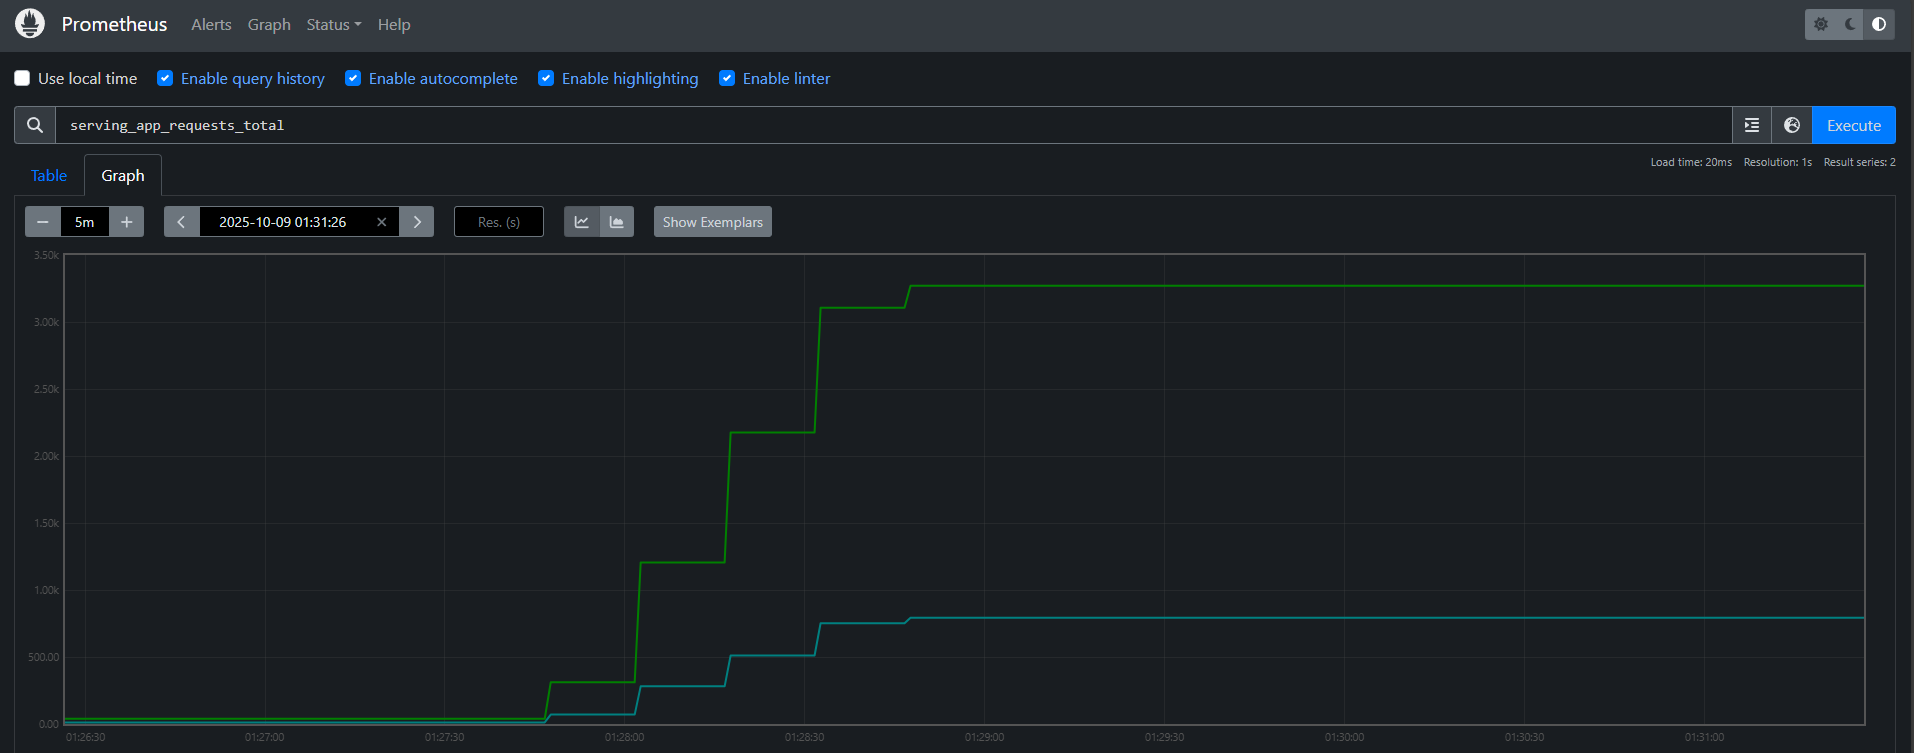 Prometheus Alerts Graph Status Help
Use local time Enable query history Enable autocomplete Enable highlighting Enable linter
serving_app_requests_total Execute
Load time: 20ms Resolution: 1s Result series: 2
Table Graph
5m 2025-10-09 01:31:26 Res. (s) Show Exemplars
3.50k
3.00k
2.50k
2.00k
1.50k
1.00k
500.00
0.00
01:26:30 01:27:00 01:27:30 01:28:00 01:28:30 01:29:00 01:29:30 01:30:00 01:30:30 01:31:00